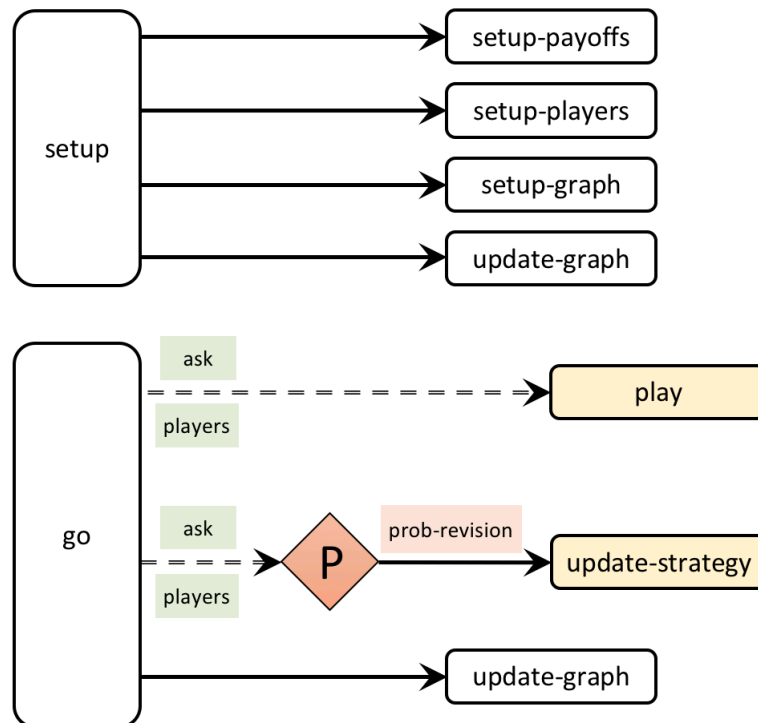 setup
setup-payoffs
setup-players
setup-graph
update-graph
go
ask
players
play
ask
players
P
prob-revision
update-strategy
update-graph